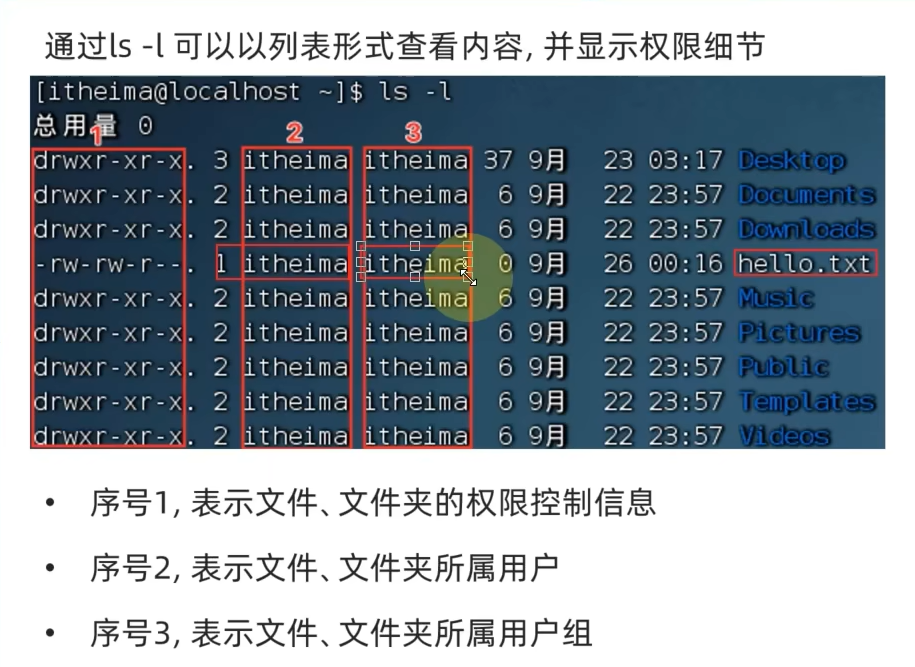 通过ls -l 可以以列表形式查看内容, 并显示权限细节
[itheima@localhost ~]$ ls -l
总用量 0
1 2 3
drwxr-xr-x. 3 itheima itheima 37 9月 23 03:17 Desktop
drwxr-xr-x. 2 itheima itheima 6 9月 22 23:57 Documents
drwxr-xr-x. 2 itheima itheima 6 9月 22 23:57 Downloads
-rw-rw-r--. 1 itheima itheima 0 9月 26 00:16 hello.txt
drwxr-xr-x. 2 itheima itheima 6 9月 22 23:57 Music
drwxr-xr-x. 2 itheima itheima 6 9月 22 23:57 Pictures
drwxr-xr-x. 2 itheima itheima 6 9月 22 23:57 Public
drwxr-xr-x. 2 itheima itheima 6 9月 22 23:57 Templates
drwxr-xr-x. 2 itheima itheima 6 9月 22 23:57 Videos
• 序号1, 表示文件、文件夹的权限控制信息
• 序号2, 表示文件、文件夹所属用户
• 序号3, 表示文件、文件夹所属用户组